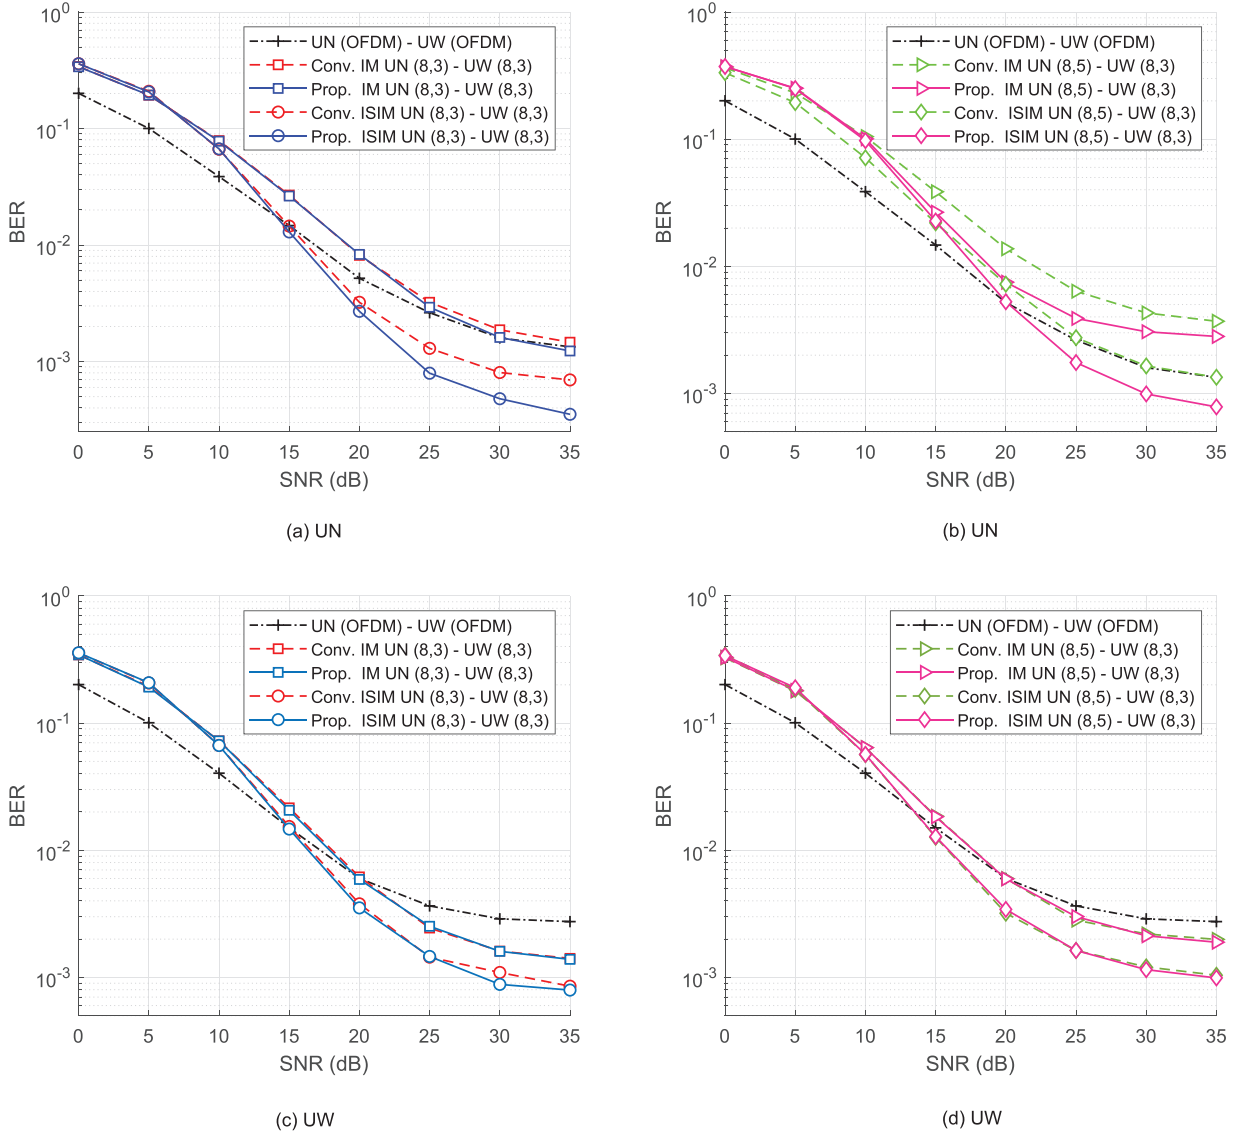 10^0
10^-1
10^-2
10^-3
BER
UN (OFDM) - UW (OFDM)
Conv. IM UN (8,3) - UW (8,3)
Prop. IM UN (8,3) - UW (8,3)
Conv. ISIM UN (8,3) - UW (8,3)
Prop. ISIM UN (8,3) - UW (8,3)
0 5 10 15 20 25 30 35
SNR (dB)
(a) UN
10^0
10^-1
10^-2
10^-3
BER
UN (OFDM) - UW (OFDM)
Conv. IM UN (8,5) - UW (8,3)
Prop. IM UN (8,5) - UW (8,3)
Conv. ISIM UN (8,5) - UW (8,3)
Prop. ISIM UN (8,5) - UW (8,3)
0 5 10 15 20 25 30 35
SNR (dB)
(b) UN
10^0
10^-1
10^-2
10^-3
BER
UN (OFDM) - UW (OFDM)
Conv. IM UN (8,3) - UW (8,3)
Prop. IM UN (8,3) - UW (8,3)
Conv. ISIM UN (8,3) - UW (8,3)
Prop. ISIM UN (8,3) - UW (8,3)
0 5 10 15 20 25 30 35
SNR (dB)
(c) UW
10^0
10^-1
10^-2
10^-3
BER
UN (OFDM) - UW (OFDM)
Conv. IM UN (8,5) - UW (8,3)
Prop. IM UN (8,5) - UW (8,3)
Conv. ISIM UN (8,5) - UW (8,3)
Prop. ISIM UN (8,5) - UW (8,3)
0 5 10 15 20 25 30 35
SNR (dB)
(d) UW